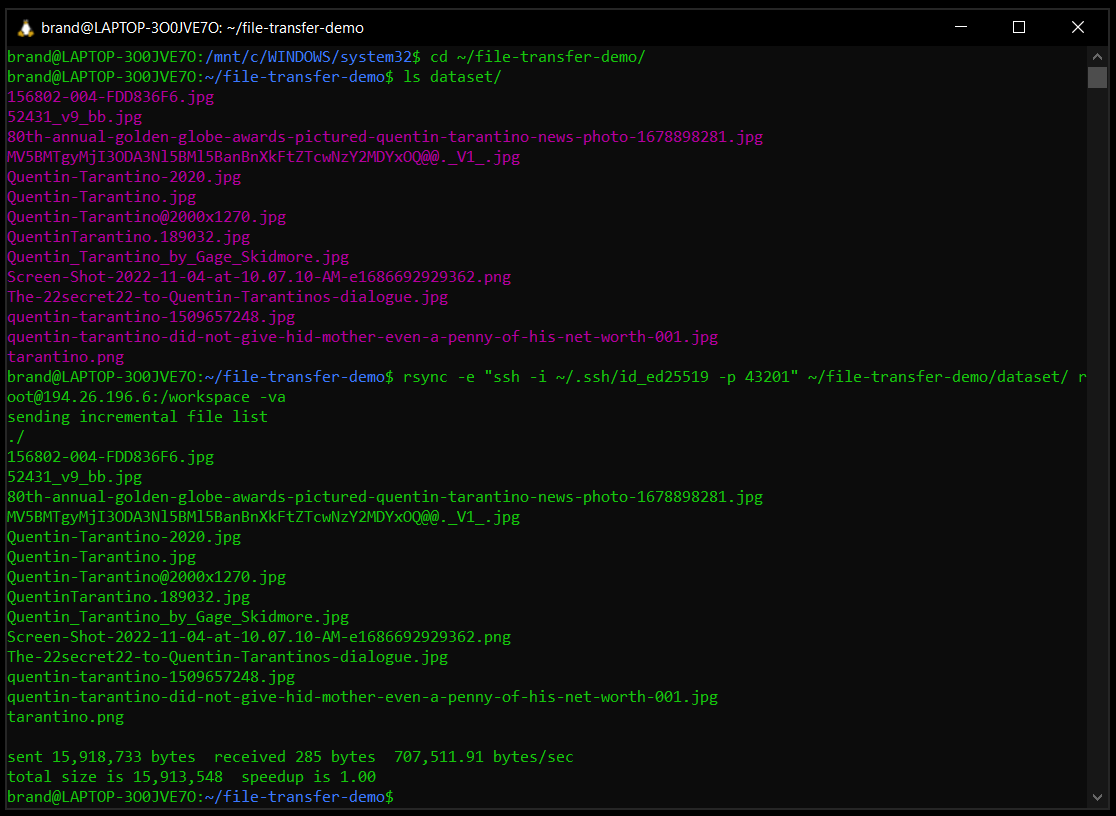 brand@LAPTOP-3O0JVE7O: ~/file-transfer-demo
brand@LAPTOP-3O0JVE7O:/mnt/c/WINDOWS/system32$ cd ~/file-transfer-demo/
brand@LAPTOP-3O0JVE7O:~/file-transfer-demo$ ls dataset/
156802-004-FDD836F6.jpg
52431_v9_bb.jpg
80th-annual-golden-globe-awards-pictured-quentin-tarantino-news-photo-1678898281.jpg
MV5BMTgyMjI3ODA3Nl5BMl5BanBnXkFtZTcwNzY2MDYxOQ@@._V1_.jpg
Quentin-Tarantino-2020.jpg
Quentin-Tarantino.jpg
Quentin-Tarantino@2000x1270.jpg
QuentinTarantino.189032.jpg
Quentin_Tarantino_by_Gage_Skidmore.jpg
Screen-Shot-2022-11-04-at-10.07.10-AM-e1686692929362.png
The-22secret22-to-Quentin-Tarantinos-dialogue.jpg
quentin-tarantino-1509657248.jpg
quentin-tarantino-did-not-give-hid-mother-even-a-penny-of-his-net-worth-001.jpg
tarantino.png
brand@LAPTOP-3O0JVE7O:~/file-transfer-demo$ rsync -e "ssh -i ~/.ssh/id_ed25519 -p 43201" ~/file-transfer-demo/dataset/ r
oot@194.26.196.6:/workspace -va
sending incremental file list
./
156802-004-FDD836F6.jpg
52431_v9_bb.jpg
80th-annual-golden-globe-awards-pictured-quentin-tarantino-news-photo-1678898281.jpg
MV5BMTgyMjI3ODA3Nl5BMl5BanBnXkFtZTcwNzY2MDYxOQ@@._V1_.jpg
Quentin-Tarantino-2020.jpg
Quentin-Tarantino.jpg
Quentin-Tarantino@2000x1270.jpg
QuentinTarantino.189032.jpg
Quentin_Tarantino_by_Gage_Skidmore.jpg
Screen-Shot-2022-11-04-at-10.07.10-AM-e1686692929362.png
The-22secret22-to-Quentin-Tarantinos-dialogue.jpg
quentin-tarantino-1509657248.jpg
quentin-tarantino-did-not-give-hid-mother-even-a-penny-of-his-net-worth-001.jpg
tarantino.png
sent 15,918,733 bytes  received 285 bytes  707,511.91 bytes/sec
total size is 15,913,548  speedup is 1.00
brand@LAPTOP-3O0JVE7O:~/file-transfer-demo$